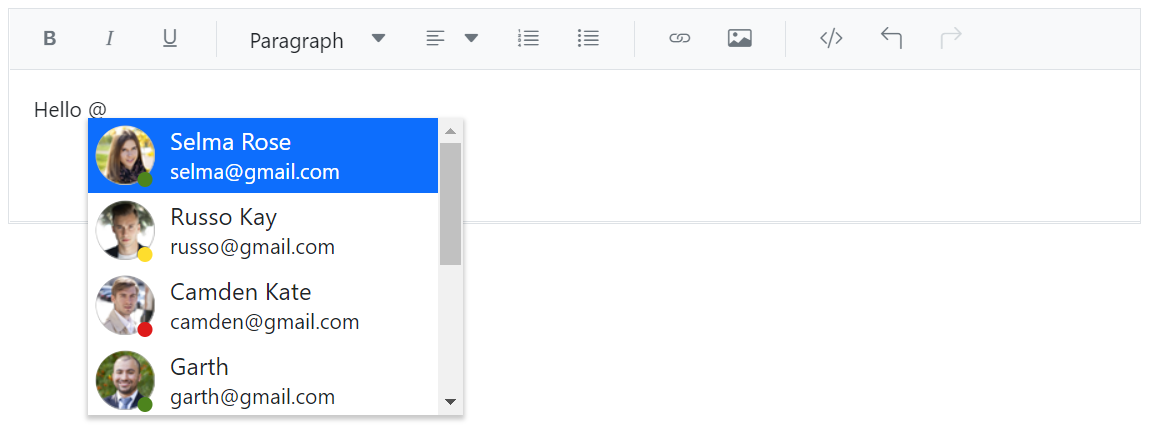 B I U Paragraph
Hello @
Selma Rose
selma@gmail.com
Russo Kay
russo@gmail.com
Camden Kate
camden@gmail.com
Garth
garth@gmail.com